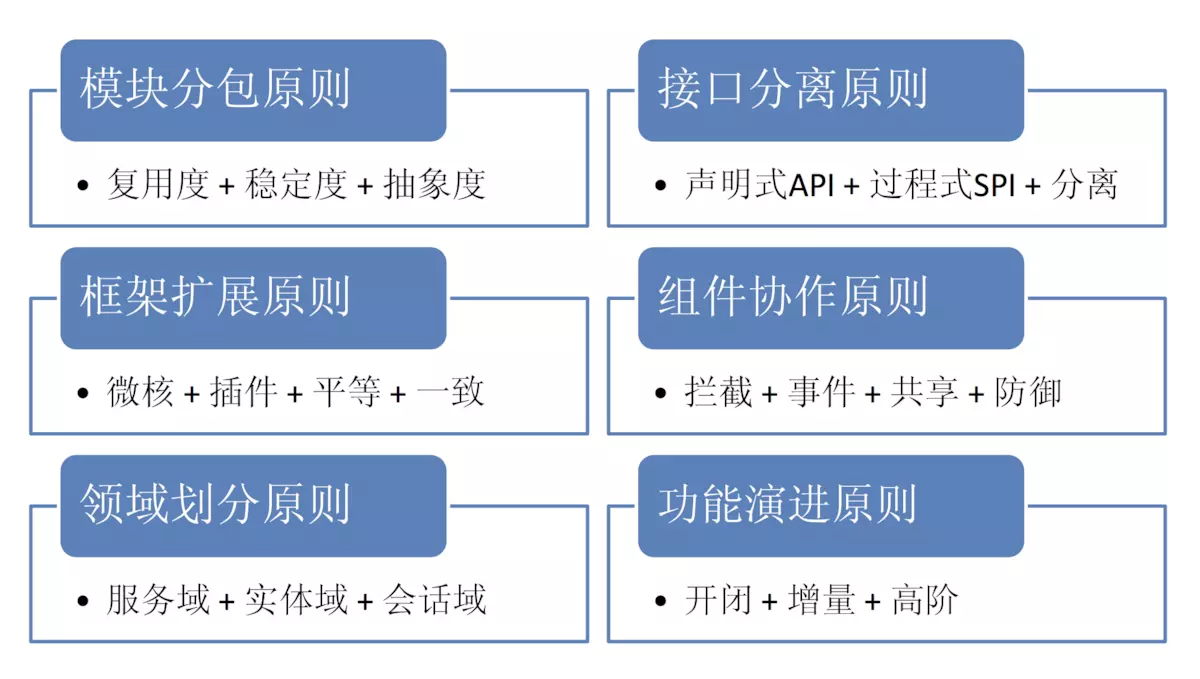 模块分包原则
• 复用度 + 稳定度 + 抽象度
接口分离原则
• 声明式API + 过程式SPI + 分离
框架扩展原则
• 微核 + 插件 + 平等 + 一致
组件协作原则
• 拦截 + 事件 + 共享 + 防御
领域划分原则
• 服务域 + 实体域 + 会话域
功能演进原则
• 开闭 + 增量 + 高阶